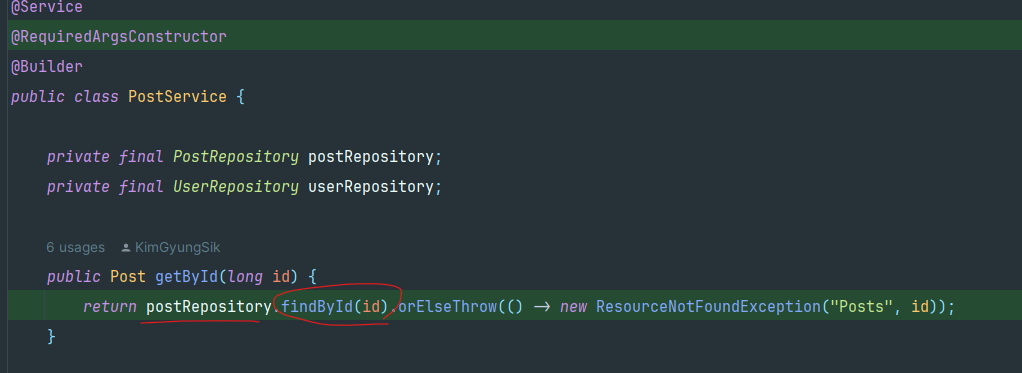 @Service
@RequiredArgsConstructor
@Builder
public class PostService {
private final PostRepository postRepository;
private final UserRepository userRepository;
6 usages KimGyungSik
public Post getById(long id) {
return postRepository.findById(id).orElseThrow(() -> new ResourceNotFoundException("Posts", id));
}